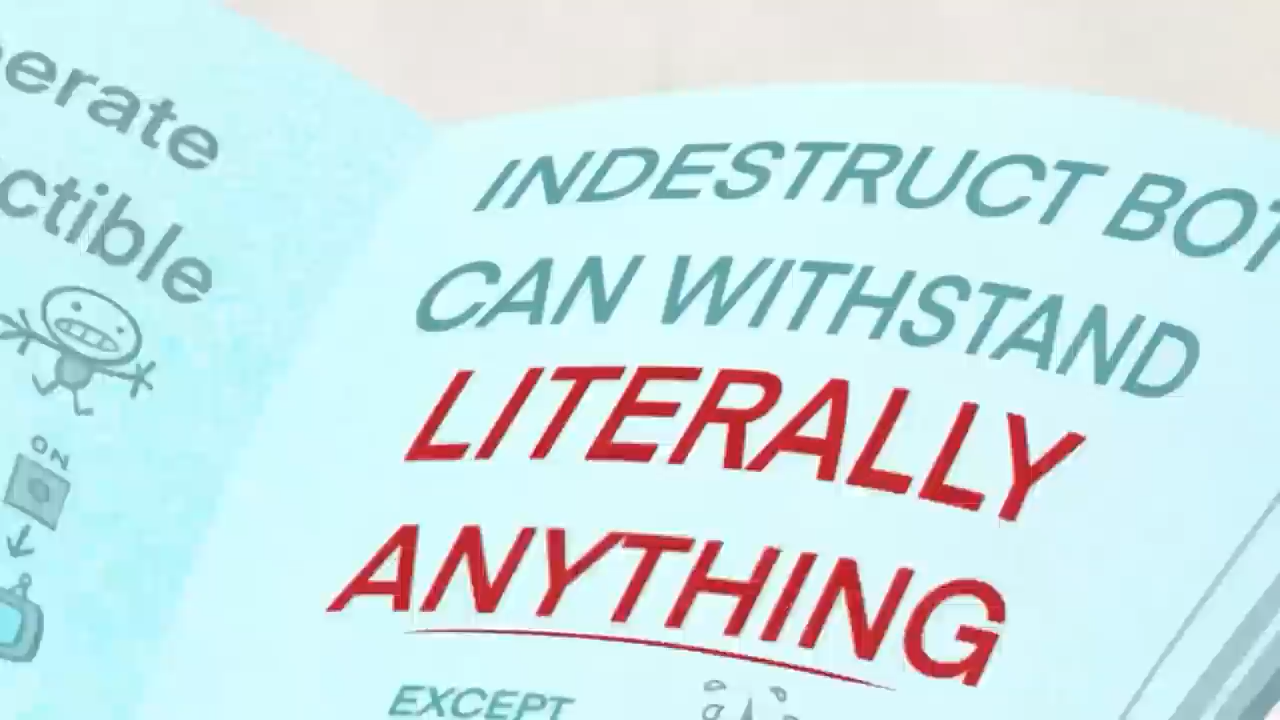 erate
ctible
ON
INDESTRUCT BOT
CAN WITHSTAND
LITERALLY
ANYTHING
EXCEPT